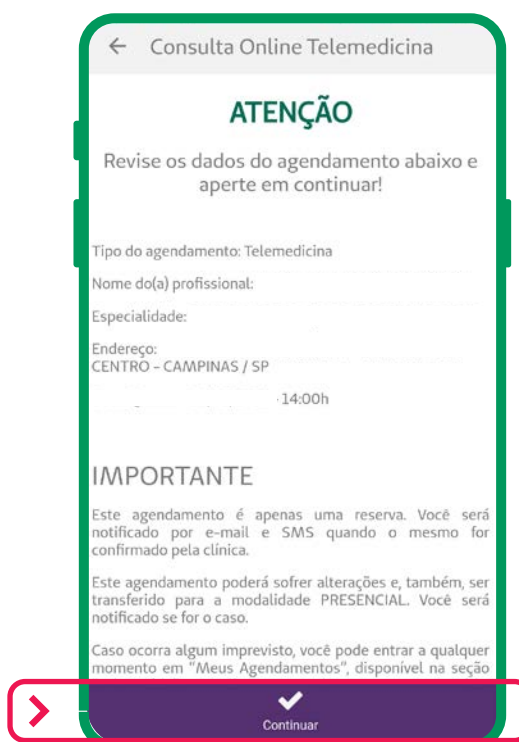 Consulta Online Telemedicina
ATENÇÃO
Revise os dados do agendamento abaixo e
aperte em continuar!
Tipo do agendamento: Telemedicina
Nome do(a) profissional:
Especialidade:
Endereço:
CENTRO - CAMPINAS / SP
14:00h
IMPORTANTE
Este agendamento é apenas uma reserva. Você será
notificado por e-mail e SMS quando o mesmo for
confirmado pela clínica.
Este agendamento poderá sofrer alterações e, também, ser
transferido para a modalidade PRESENCIAL. Você será
notificado se for o caso.
Caso ocorra algum imprevisto, você pode entrar a qualquer
momento em "Meus Agendamentos", disponível na seção
Continuar